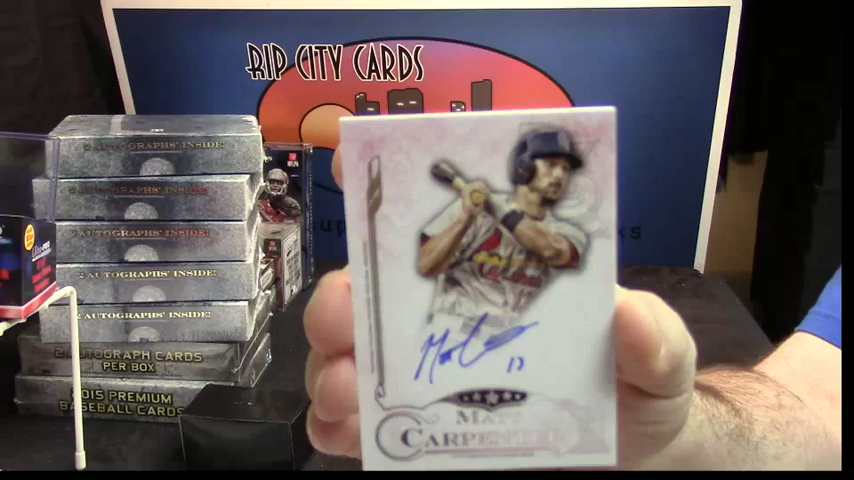 RIP CITY CARDS
2 AUTOGRAPHS* INSIDE!
2 AUTOGRAPHS* INSIDE!
2 AUTOGRAPHS* INSIDE!
2 AUTOGRAPHS* INSIDE!
2 AUTOGRAPHS* INSIDE!
2 AUTOGRAPH CARDS
PER BOX
2015 PREMIUM
BASEBALL CARDS
13
MATT
CARPENTER